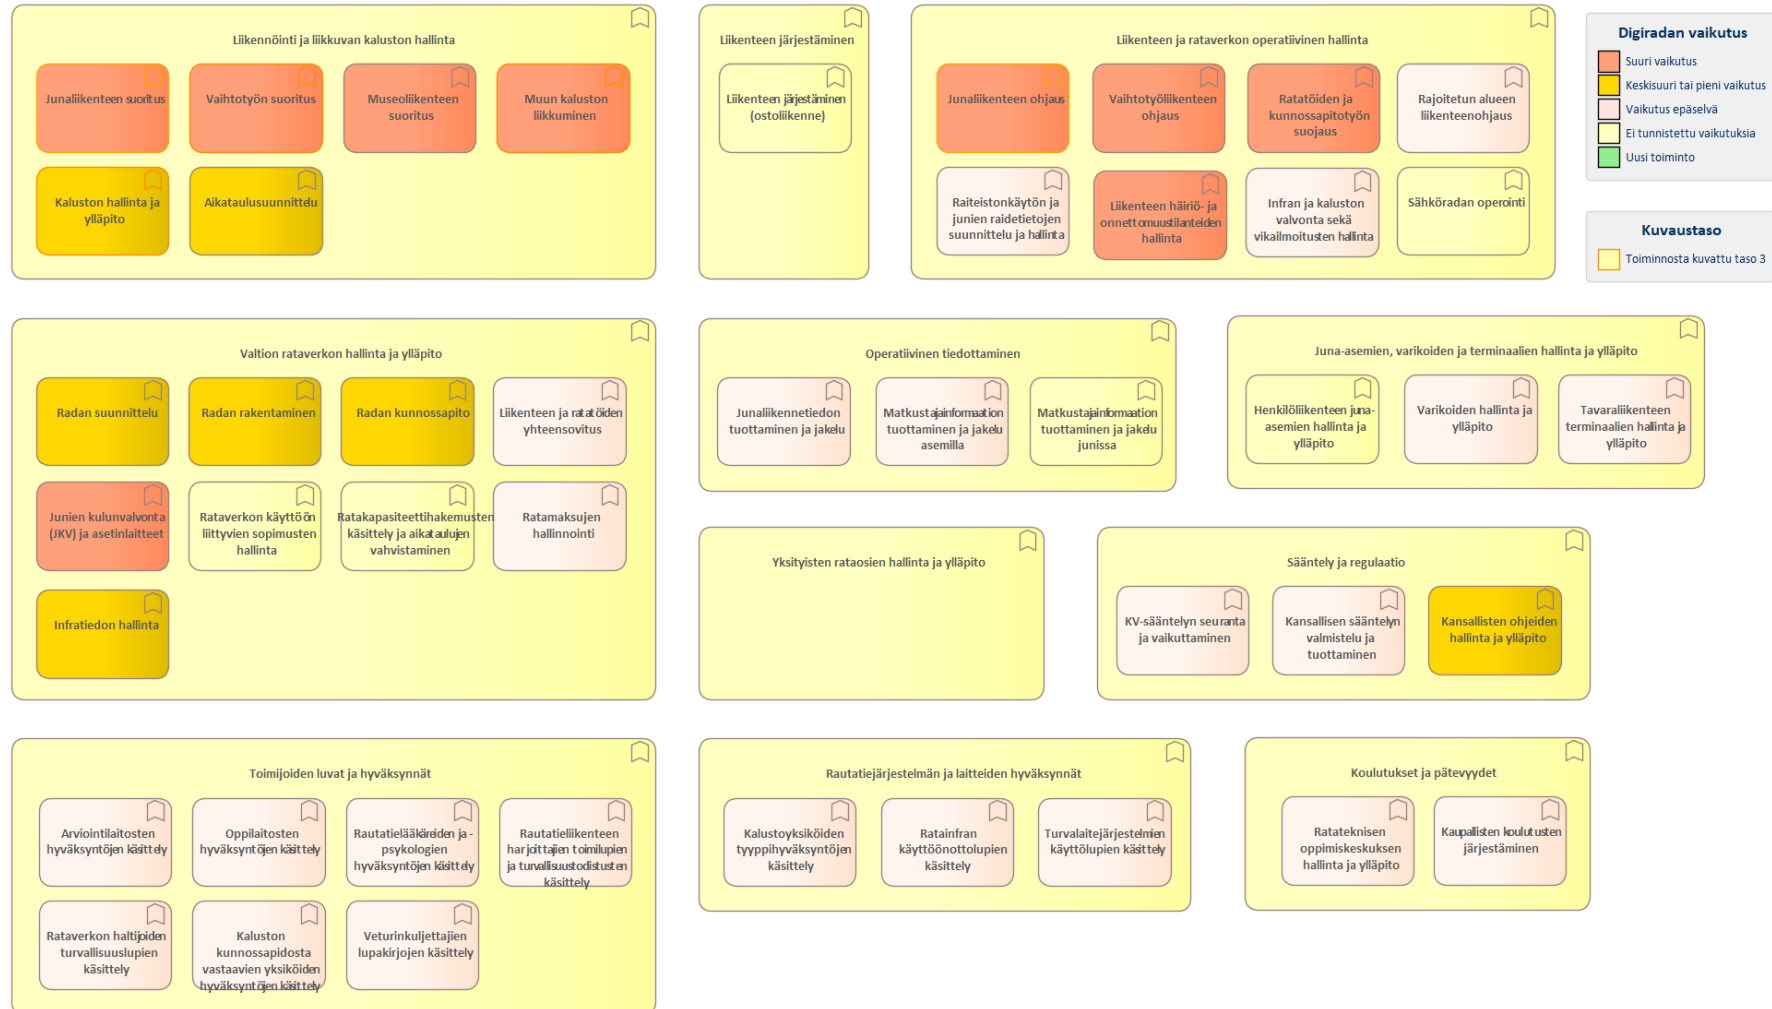 Liikennöinti ja liikkuvan kaluston hallinta
Junaliikenteen suoritus
Vaihtotyön suoritus
Museoliikenteen
suoritus
Muun kaluston
liikkuminen
Kaluston hallinta ja
ylläpito
Aikataulusuunnittelu
Liikenteen järjestäminen
Liikenteen järjestäminen
(ostoliikenne)
Liikenteen ja rataverkon operatiivinen hallinta
Junaliikenteen ohjaus
Vaihtotyöliikenteen
ohjaus
Ratatöiden ja
kunnossapitotyön
suojaus
Rajoitetun alueen
liikenteenohjaus
Raiteistonkäytön ja
junien raidetietojen
suunnittelu ja hallinta
Liikenteen häiriö- ja
onnettomuustilanteiden
hallinta
Infran ja kaluston
valvonta sekä
vikailmoitusten hallinta
Sähköradan operointi
Digiradan vaikutus
Suuri vaikutus
Keskisuuri tai pieni vaikutus
Vaikutus epäselvä
Ei tunnistettu vaikutuksia
Uusi toiminto
Kuvaustaso
Toiminnosta kuvattu taso 3
Valtion rataverkon hallinta ja ylläpito
Radan suunnittelu
Radan rakentaminen
Radan kunnossapito
Liikenteen ja ratatöiden
yhteensovitus
Junien kulunvalvonta
(JKV) ja asetinlaitteet
Rataverkon käyttöön
liittyvien sopimusten
hallinta
Ratakapasiteettihakemusten
käsittely ja aikataulujen
vahvistaminen
Ratamaksujen
hallinnointi
Infratiedon hallinta
Operatiivinen tiedottaminen
Junaliikennetiedon
tuottaminen ja jakelu
Matkustajainformaation
tuottaminen ja jakelu
asemilla
Matkustajainformaation
tuottaminen ja jakelu
junissa
Juna-asemien, varikoiden ja terminaalien hallinta ja ylläpito
Henkilöliikenteen juna-
asemien hallinta ja
ylläpito
Varikoiden hallinta ja
ylläpito
Tavaraliikenteen
terminaalien hallinta ja
ylläpito
Yksityisten rataosien hallinta ja ylläpito
Sääntely ja regulaatio
KV-sääntelyn seuranta
ja vaikuttaminen
Kansallisen sääntelyn
valmistelu ja
tuottaminen
Kansallisten ohjeiden
hallinta ja ylläpito
Toimijoiden luvat ja hyväksynnät
Arviointilaitosten
hyväksyntöjen käsittely
Oppilaitosten
hyväksyntöjen käsittely
Rautatielääkäreiden ja -
psykologien
hyväksyntöjen käsittely
Rautatieliikenteen
harjoittajien toimilupien
ja turvallisuustodistusten
käsittely
Rataverkon haltijoiden
turvallisuuslupien
käsittely
Kaluston
kunnossapidosta
vastaavien yksiköiden
hyväksyntöjen käsittely
Veturinkuljettajien
lupakirjojen käsittely
Rautatiejärjestelmän ja laitteiden hyväksynnät
Kalustoyksiköiden
tyyppihyväksyntöjen
käsittely
Ratainfran
käyttöönottolupien
käsittely
Turvalaitejärjestelmien
käyttölupien käsittely
Koulutukset ja pätevyydet
Ratateknisen
oppimiskeskuksen
hallinta ja ylläpito
Kaupallisten koulutusten
järjestäminen